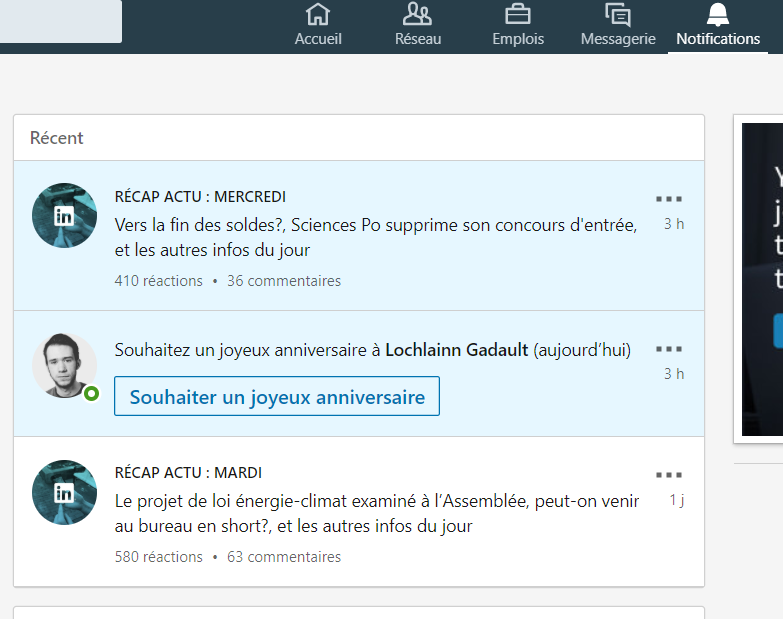 Accueil
Réseau
Emplois
Messagerie
Notifications
Récent
in
RÉCAP ACTU : MERCREDI
Vers la fin des soldes?, Sciences Po supprime son concours d'entrée,
et les autres infos du jour
3 h
410 réactions • 36 commentaires
Souhaitez un joyeux anniversaire à Lochlainn Gadault (aujourd’hui)
3 h
Souhaiter un joyeux anniversaire
in
RÉCAP ACTU : MARDI
Le projet de loi énergie-climat examiné à l’Assemblée, peut-on venir
au bureau en short?, et les autres infos du jour
1 j
580 réactions • 63 commentaires